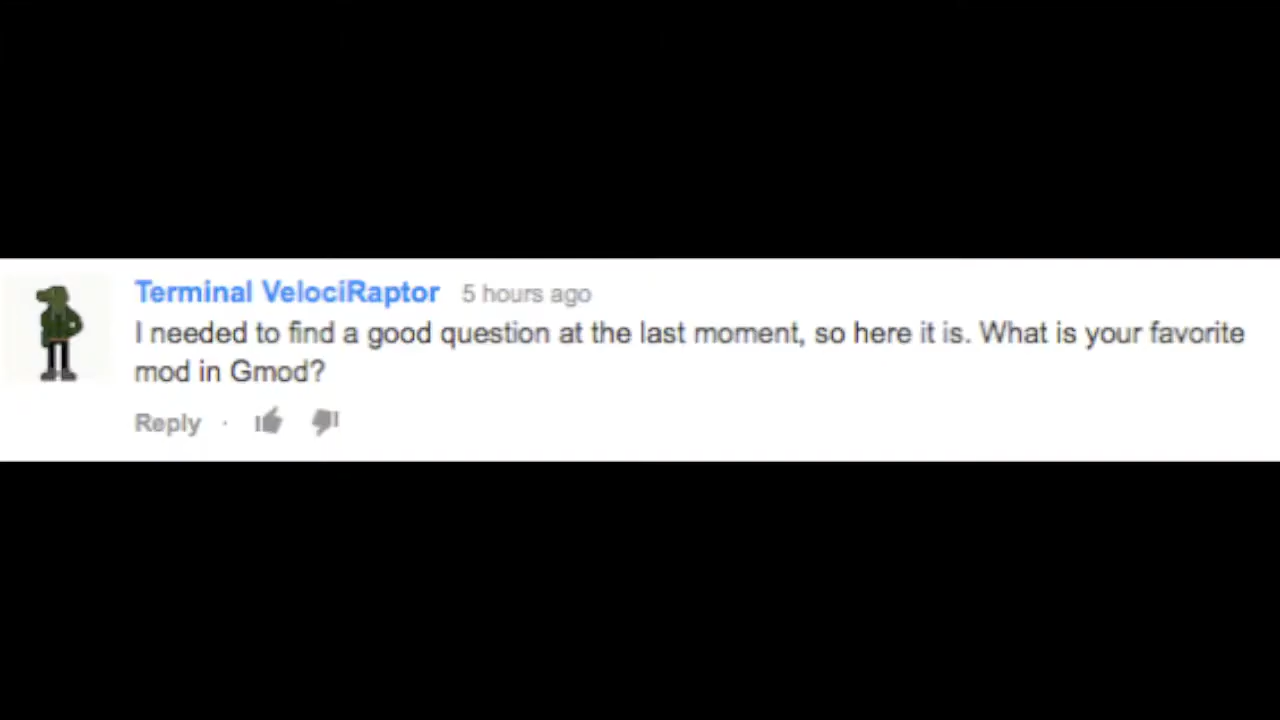 Terminal VelociRaptor 5 hours ago
I needed to find a good question at the last moment, so here it is. What is your favorite
mod in Gmod?
Reply ·